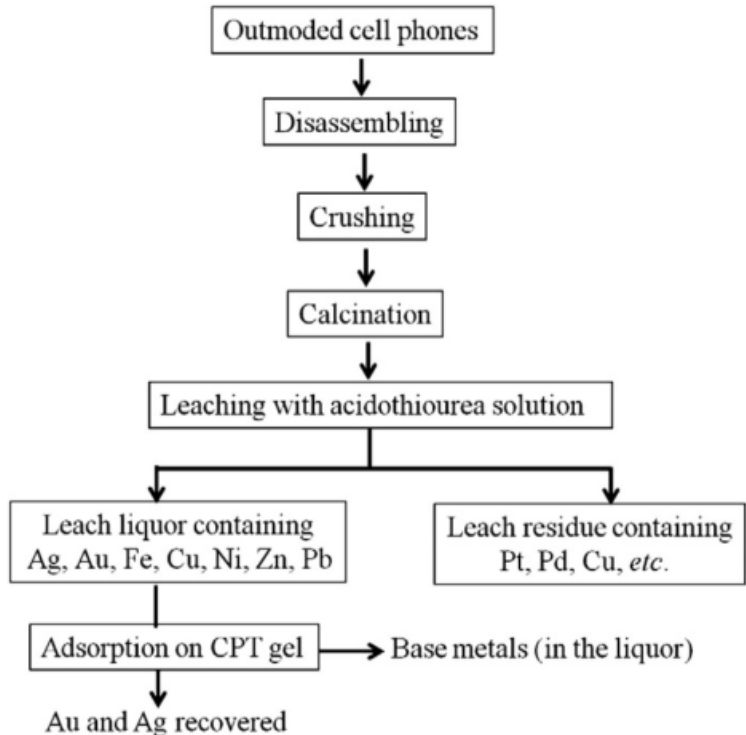 Outmoded cell phones
Disassembling
Crushing
Calcination
Leaching with acidothiourea solution
Leach liquor containing
Ag, Au, Fe, Cu, Ni, Zn, Pb
Leach residue containing
Pt, Pd, Cu, etc.
Adsorption on CPT gel
Base metals (in the liquor)
Au and Ag recovered